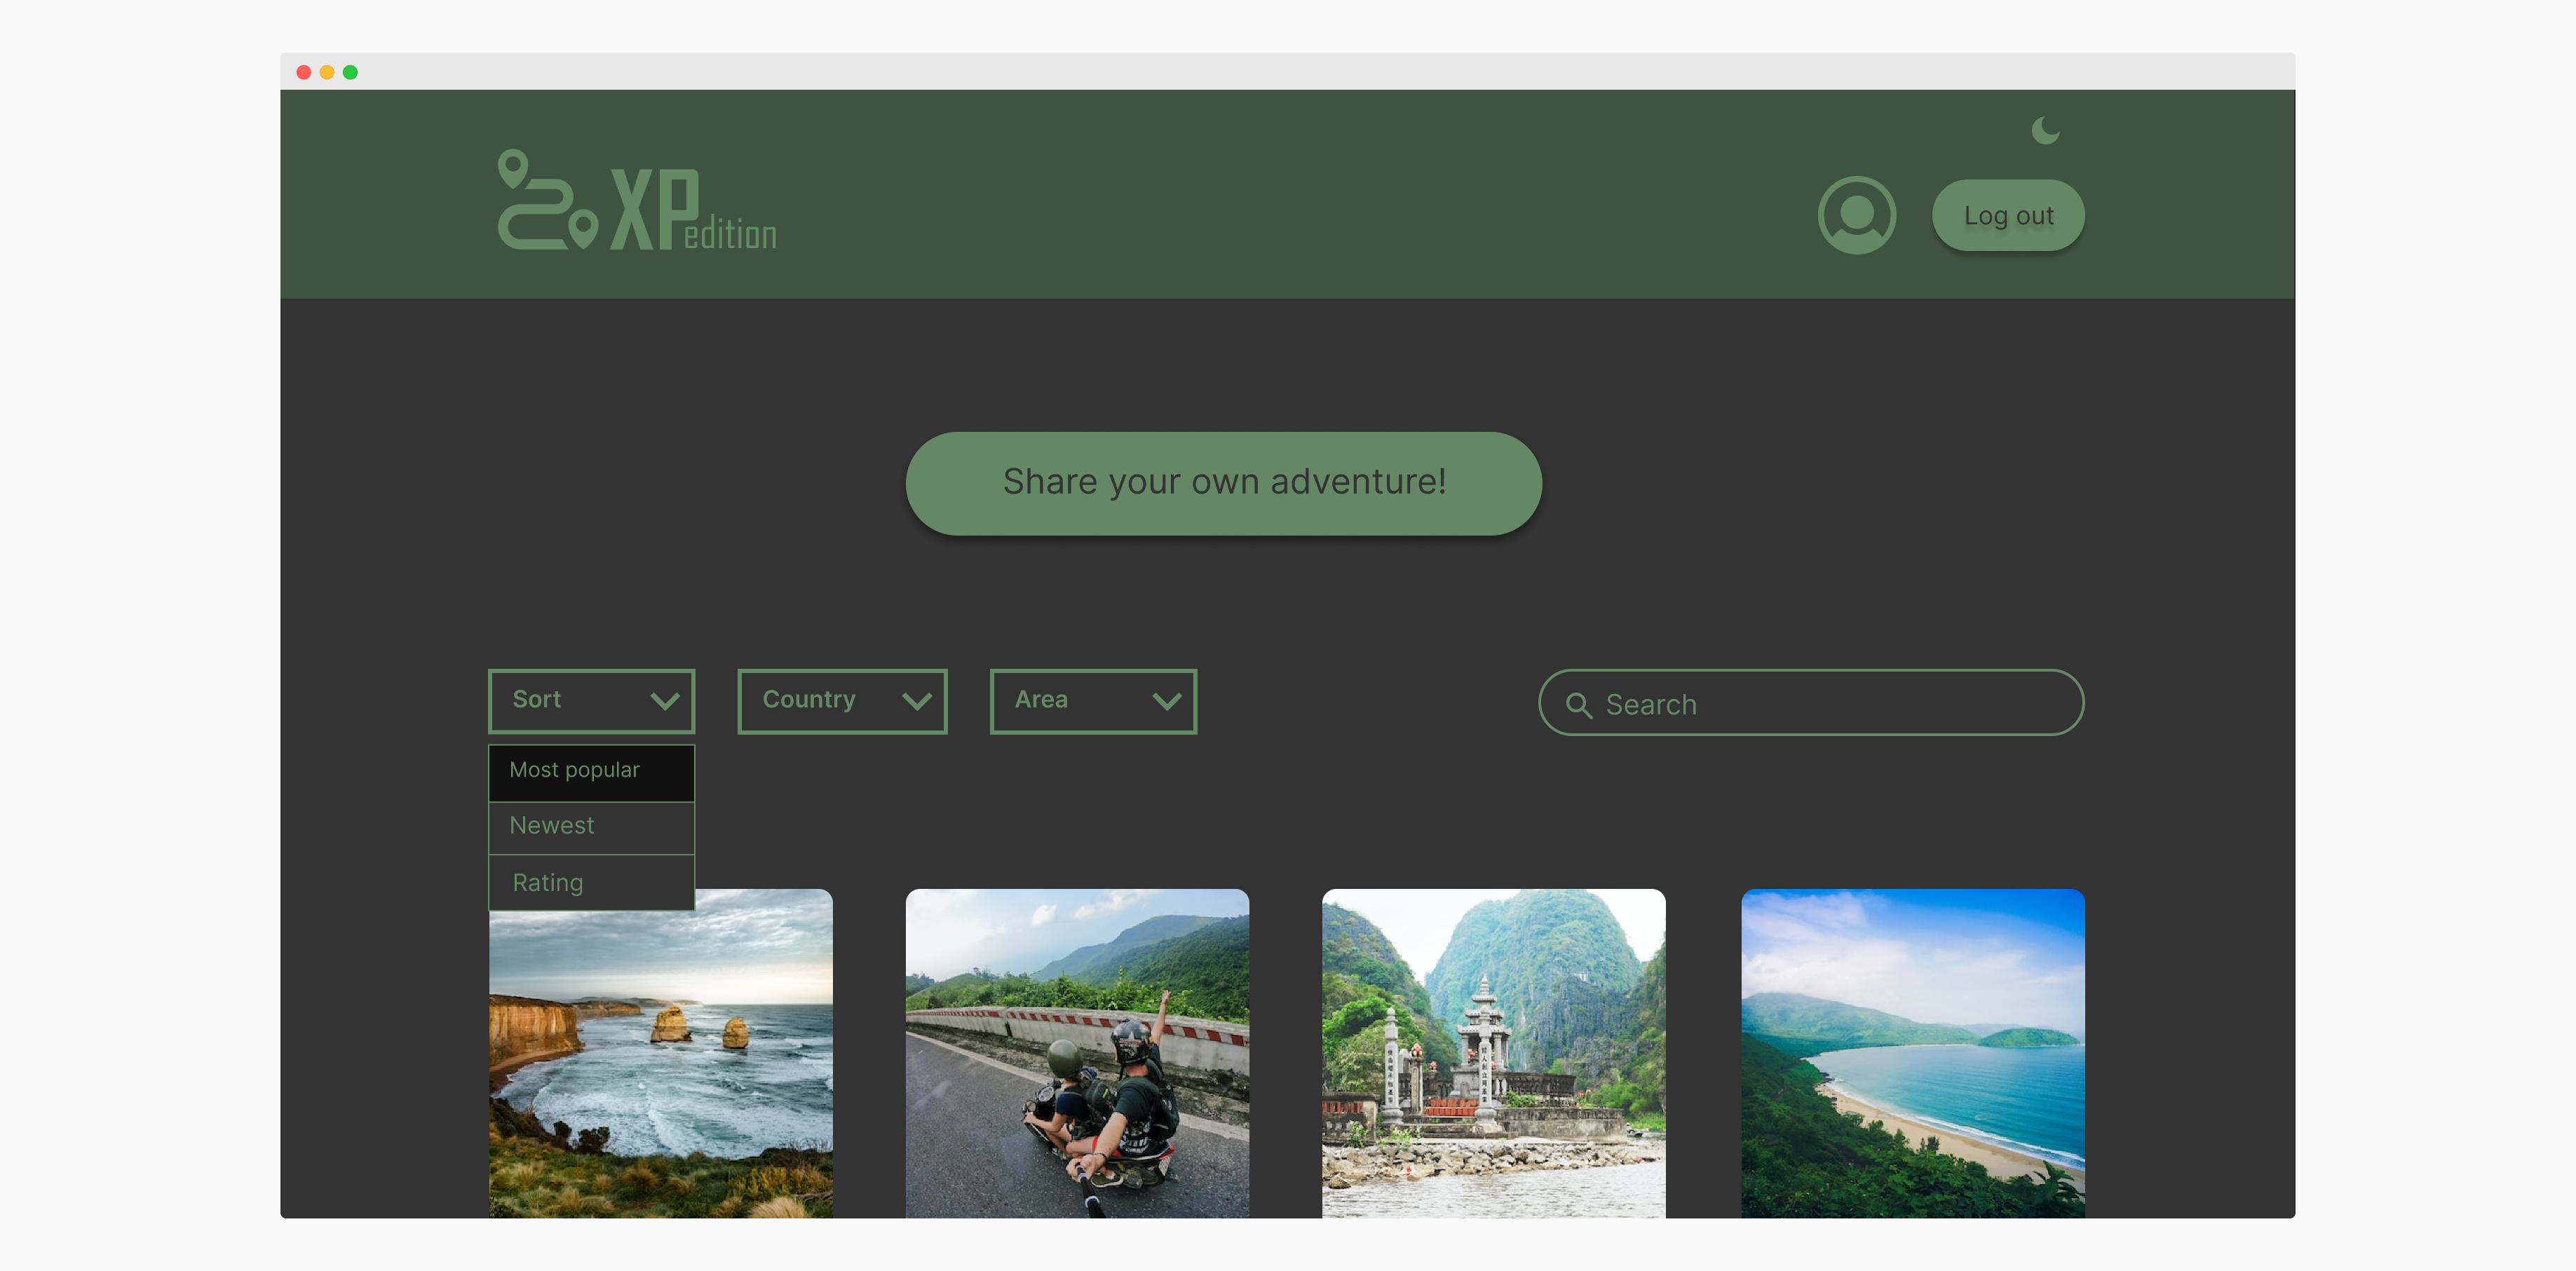 XPedition
Log out
Share your own adventure!
Sort
Country
Area
Search
Most popular
Newest
Rating